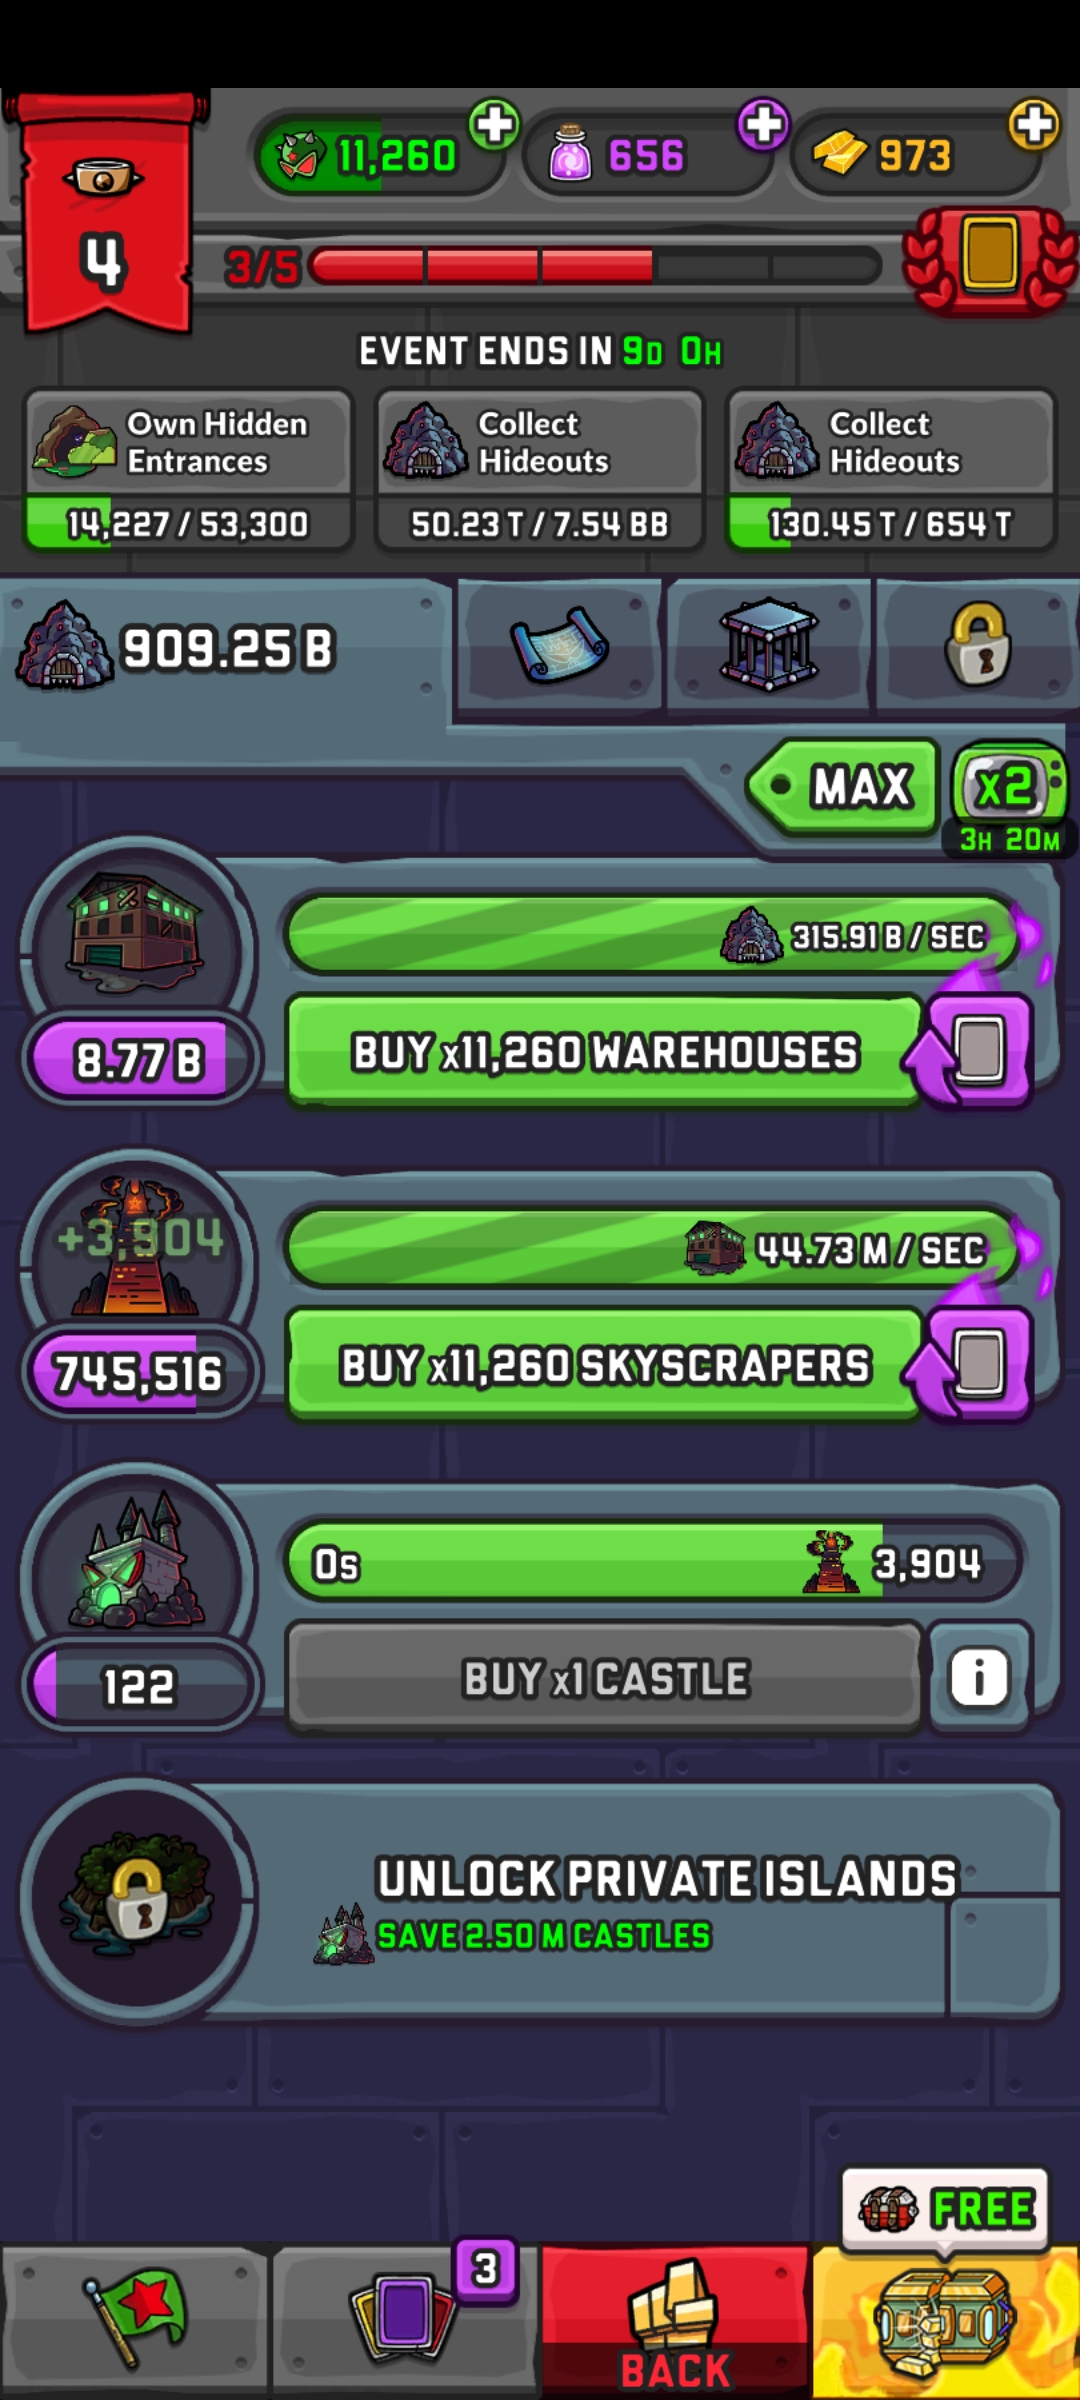 11,260
656
973
4
3/5
EVENT ENDS IN 9D 0H
Own Hidden
Entrances
14,227 / 53,300
Collect
Hideouts
50.23 T / 7.54 BB
Collect
Hideouts
130.45 T / 654 T
909.25 B
MAX
x2
3H 20M
315.91 B / SEC
8.77 B
BUY x11,260 WAREHOUSES
+3,904
44.73 M / SEC
745,516
BUY x11,260 SKYSCRAPERS
0s
3,904
122
BUY x1 CASTLE
i
UNLOCK PRIVATE ISLANDS
SAVE 2.50 M CASTLES
FREE
3
BACK